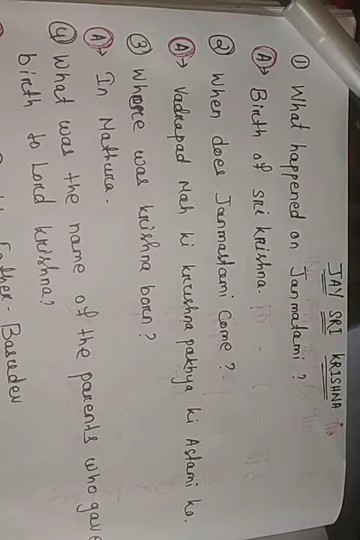 JAY SRI KRISHNA
① What happened on Janmatami?
Ⓐ→ Birth of sri krishna.
② When does Janmastami Come?
Ⓐ→ Vadrapad Mah ki krrishna pakhya ki Astami ko.
③ Where was krishna born?
Ⓐ→ In Mathura.
④ What was the name of the parents who gave
birth to Lord krishna?
Father - Basudev